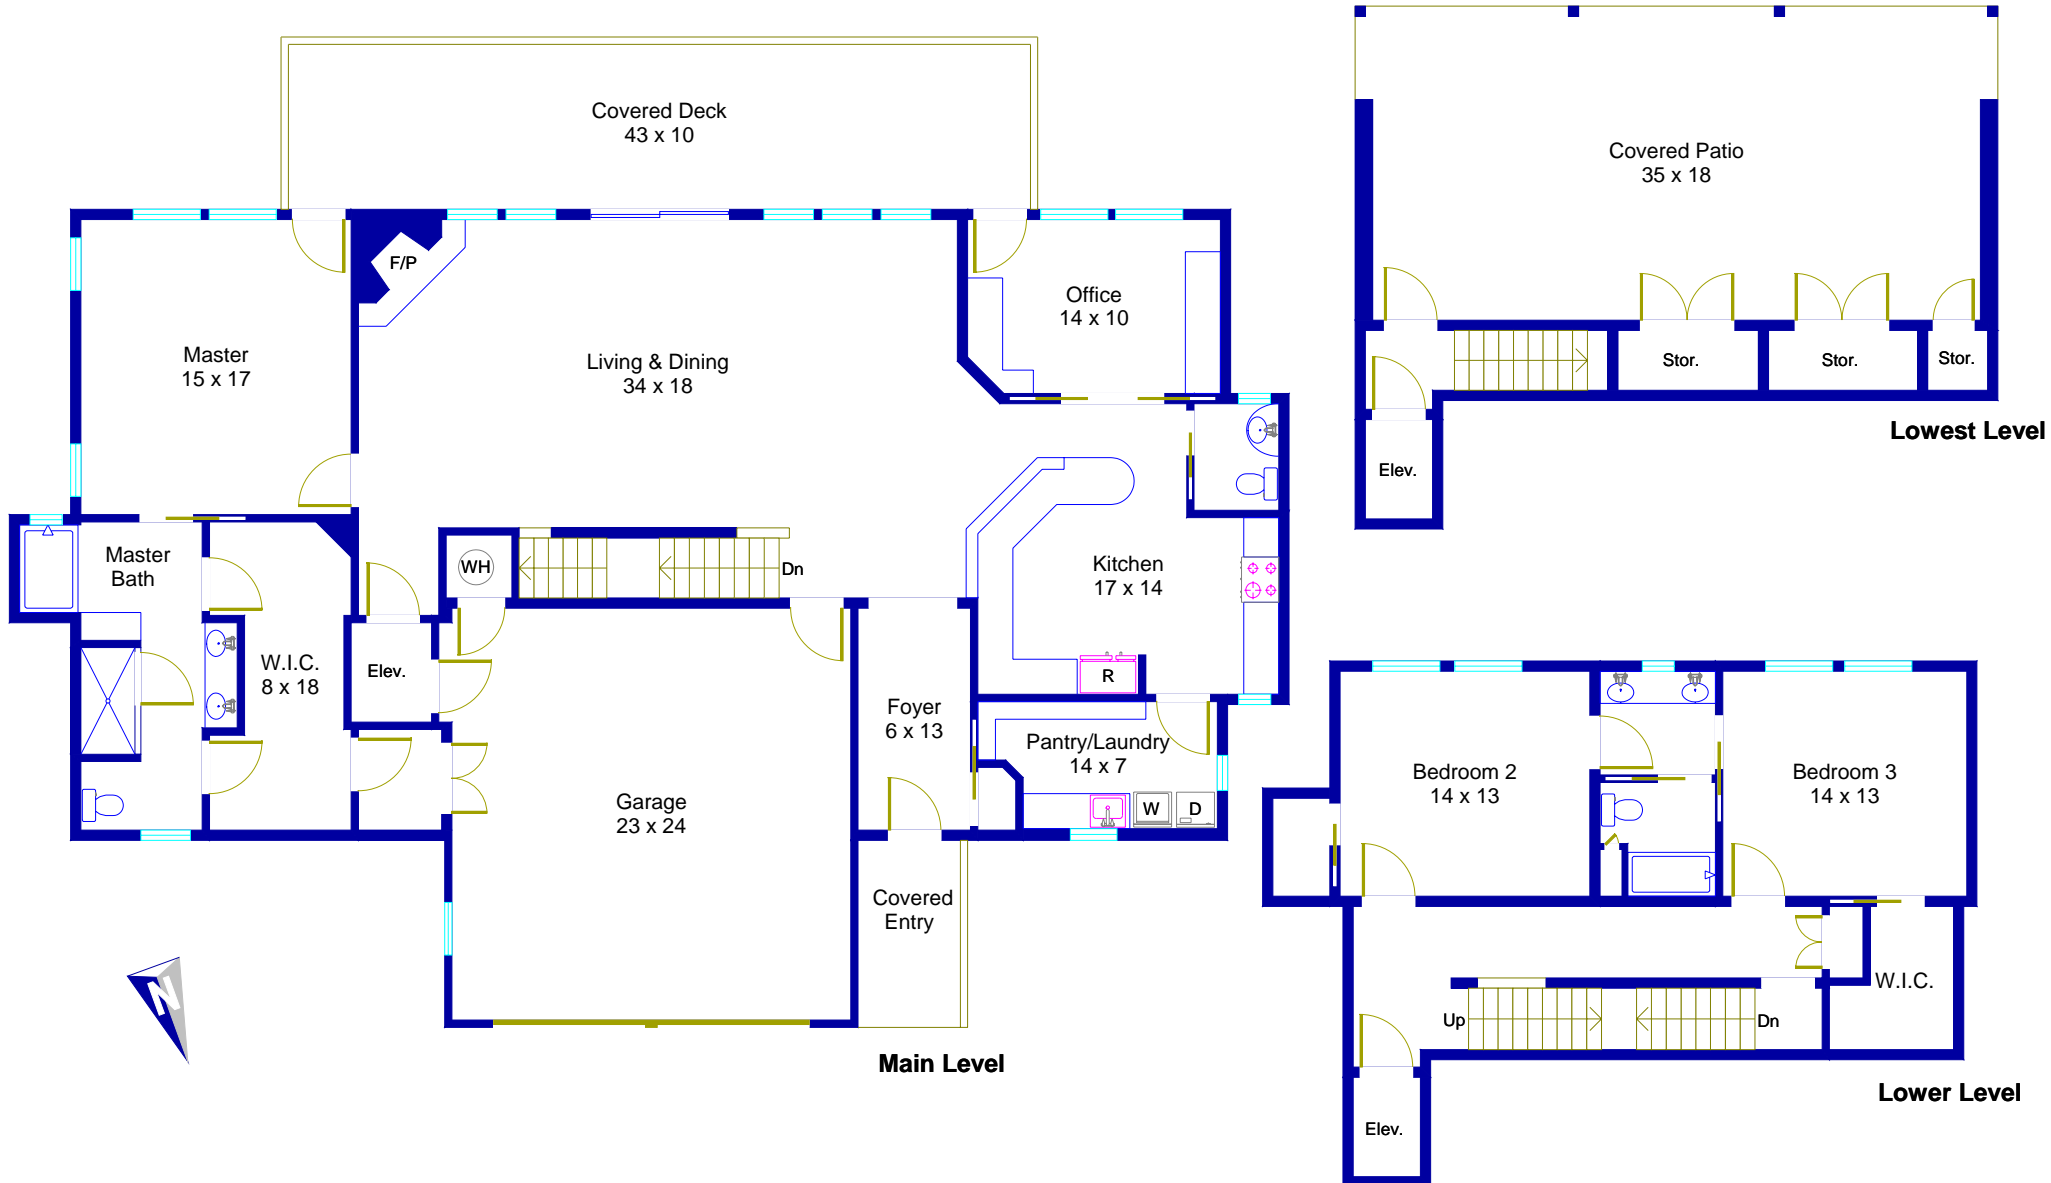 Covered Deck
43 x 10
F/P
Master
15 x 17
Living & Dining
34 x 18
Office
14 x 10
Master
Bath
WH
Dn
Kitchen
17 x 14
W.I.C.
8 x 18
Elev.
R
Foyer
6 x 13
Pantry/Laundry
14 x 7
W
D
Garage
23 x 24
Covered
Entry
N
Main Level
Covered Patio
35 x 18
Stor.
Stor.
Stor.
Elev.
Lowest Level
Bedroom 2
14 x 13
Bedroom 3
14 x 13
W.I.C.
Up
Dn
Elev.
Lower Level